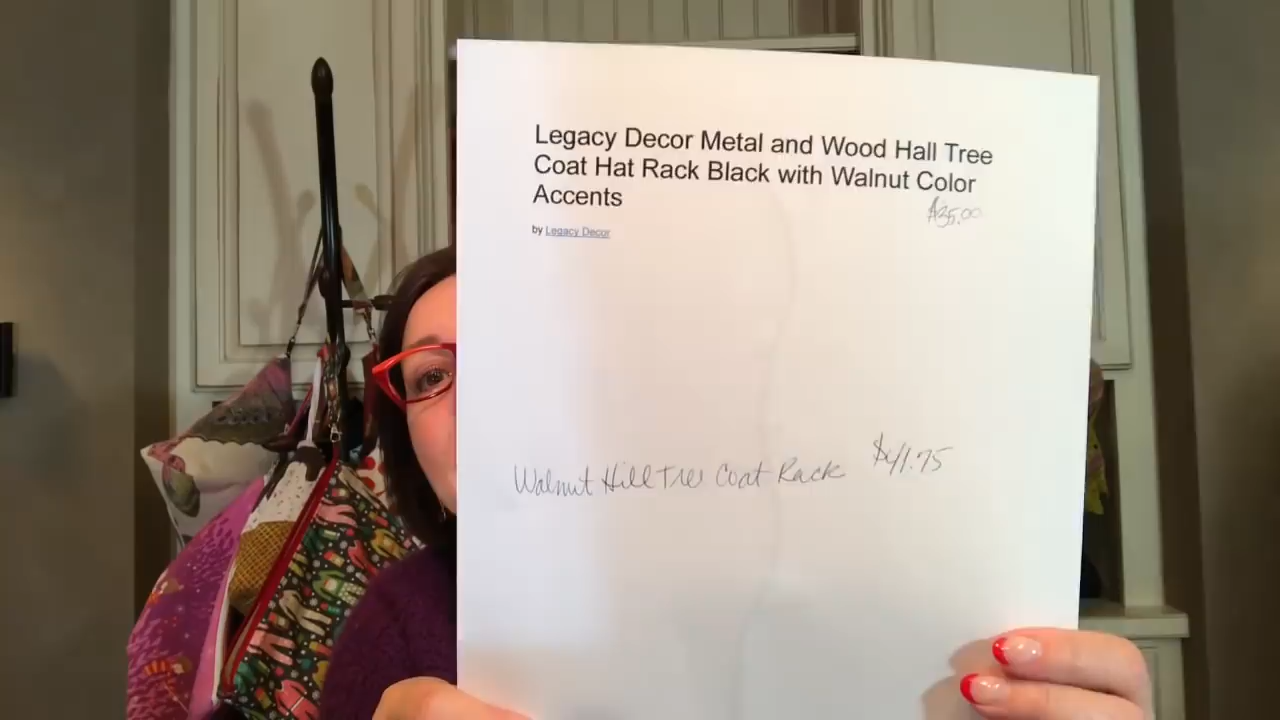 Legacy Decor Metal and Wood Hall Tree
Coat Hat Rack Black with Walnut Color
Accents
$35.00
by Legacy Decor
Walnut Hill Tree Coat Rack $41.75